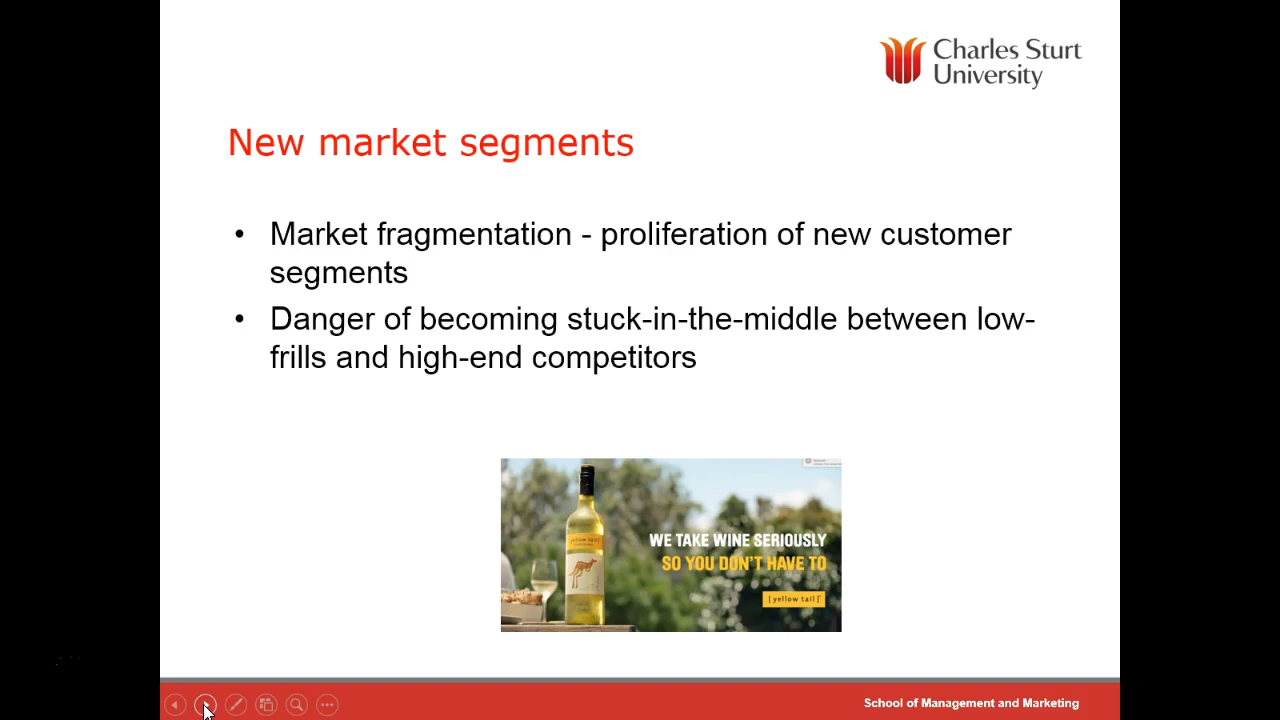 Charles Sturt
University
New market segments
• Market fragmentation - proliferation of new customer
segments
• Danger of becoming stuck-in-the-middle between low-
frills and high-end competitors
[yellow tail]
WE TAKE WINE SERIOUSLY
SO YOU DON'T HAVE TO
[yellow tail]
School of Management and Marketing